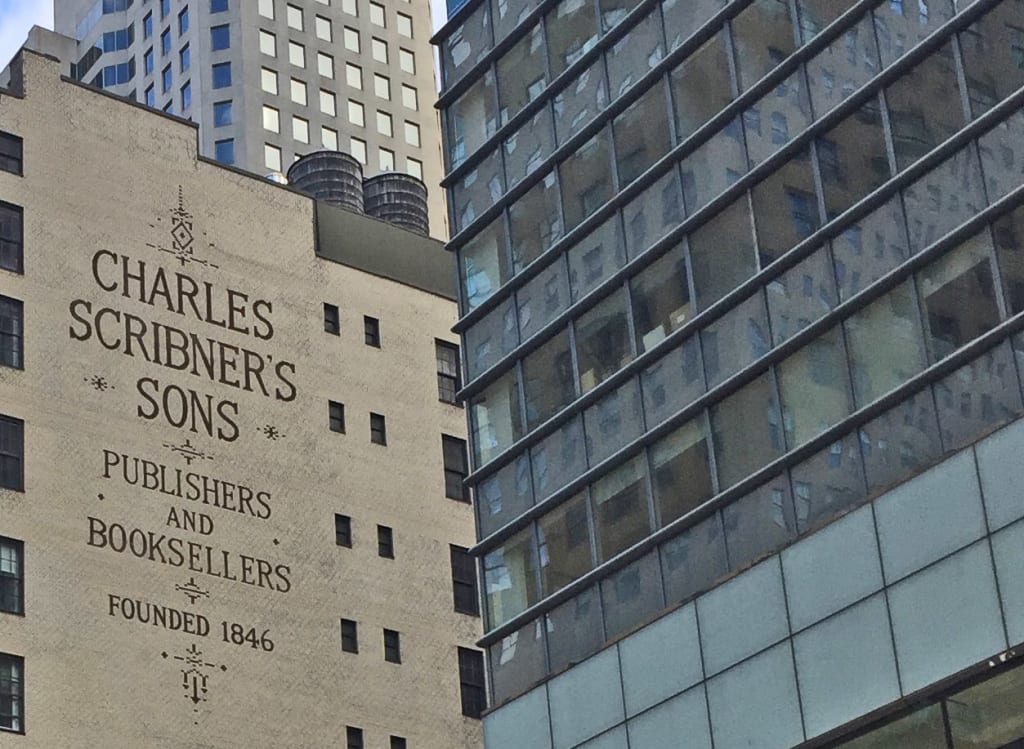 CHARLES
SCRIBNER'S
SONS
PUBLISHERS
AND
BOOKSELLERS
FOUNDED 1846